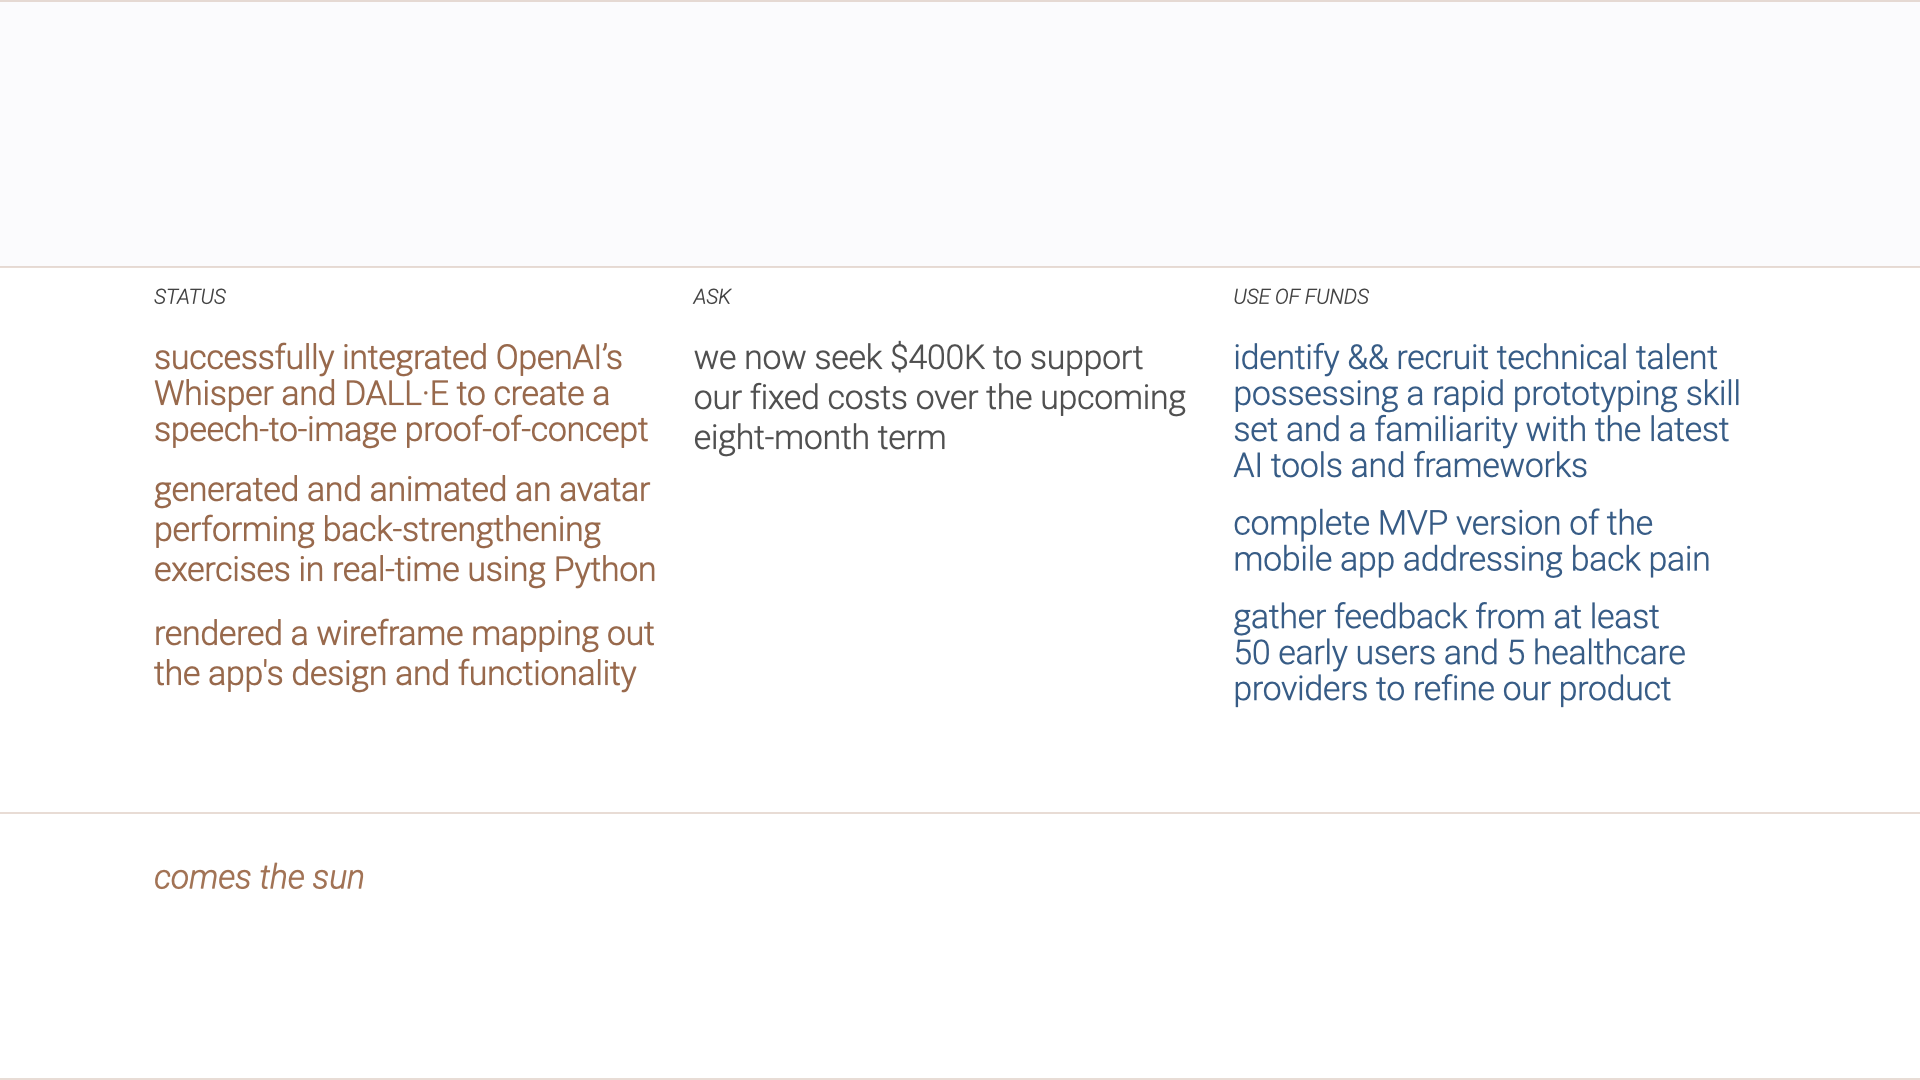 STATUS
successfully integrated OpenAI’s
Whisper and DALL·E to create a
speech-to-image proof-of-concept
generated and animated an avatar
performing back-strengthening
exercises in real-time using Python
rendered a wireframe mapping out
the app's design and functionality
ASK
we now seek $400K to support
our fixed costs over the upcoming
eight-month term
USE OF FUNDS
identify && recruit technical talent
possessing a rapid prototyping skill
set and a familiarity with the latest
AI tools and frameworks
complete MVP version of the
mobile app addressing back pain
gather feedback from at least
50 early users and 5 healthcare
providers to refine our product
comes the sun